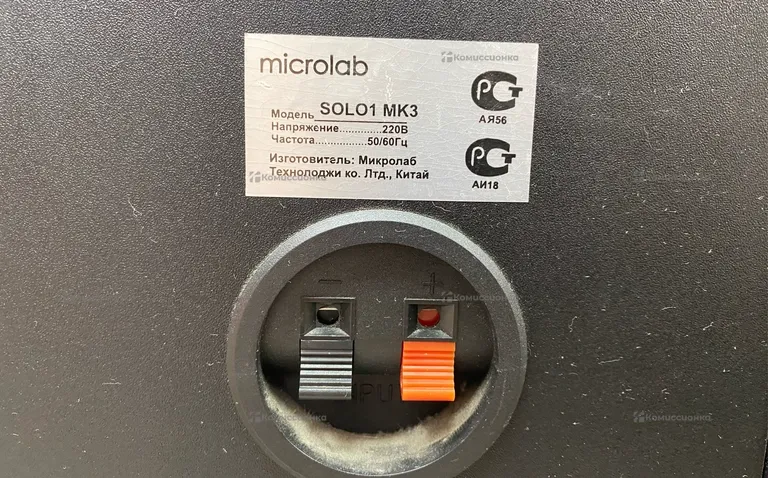 microlab
Комиссионка
Модель SOLO1 MK3
Напряжение.............220В
Частота..................50/60Гц
Изготовитель: Микролаб
Технолоджи ко. Лтд., Китай
РСТ
АЯ56
РСТ
АИ18
Комиссионка
− +
Комиссионка
Комиссионка